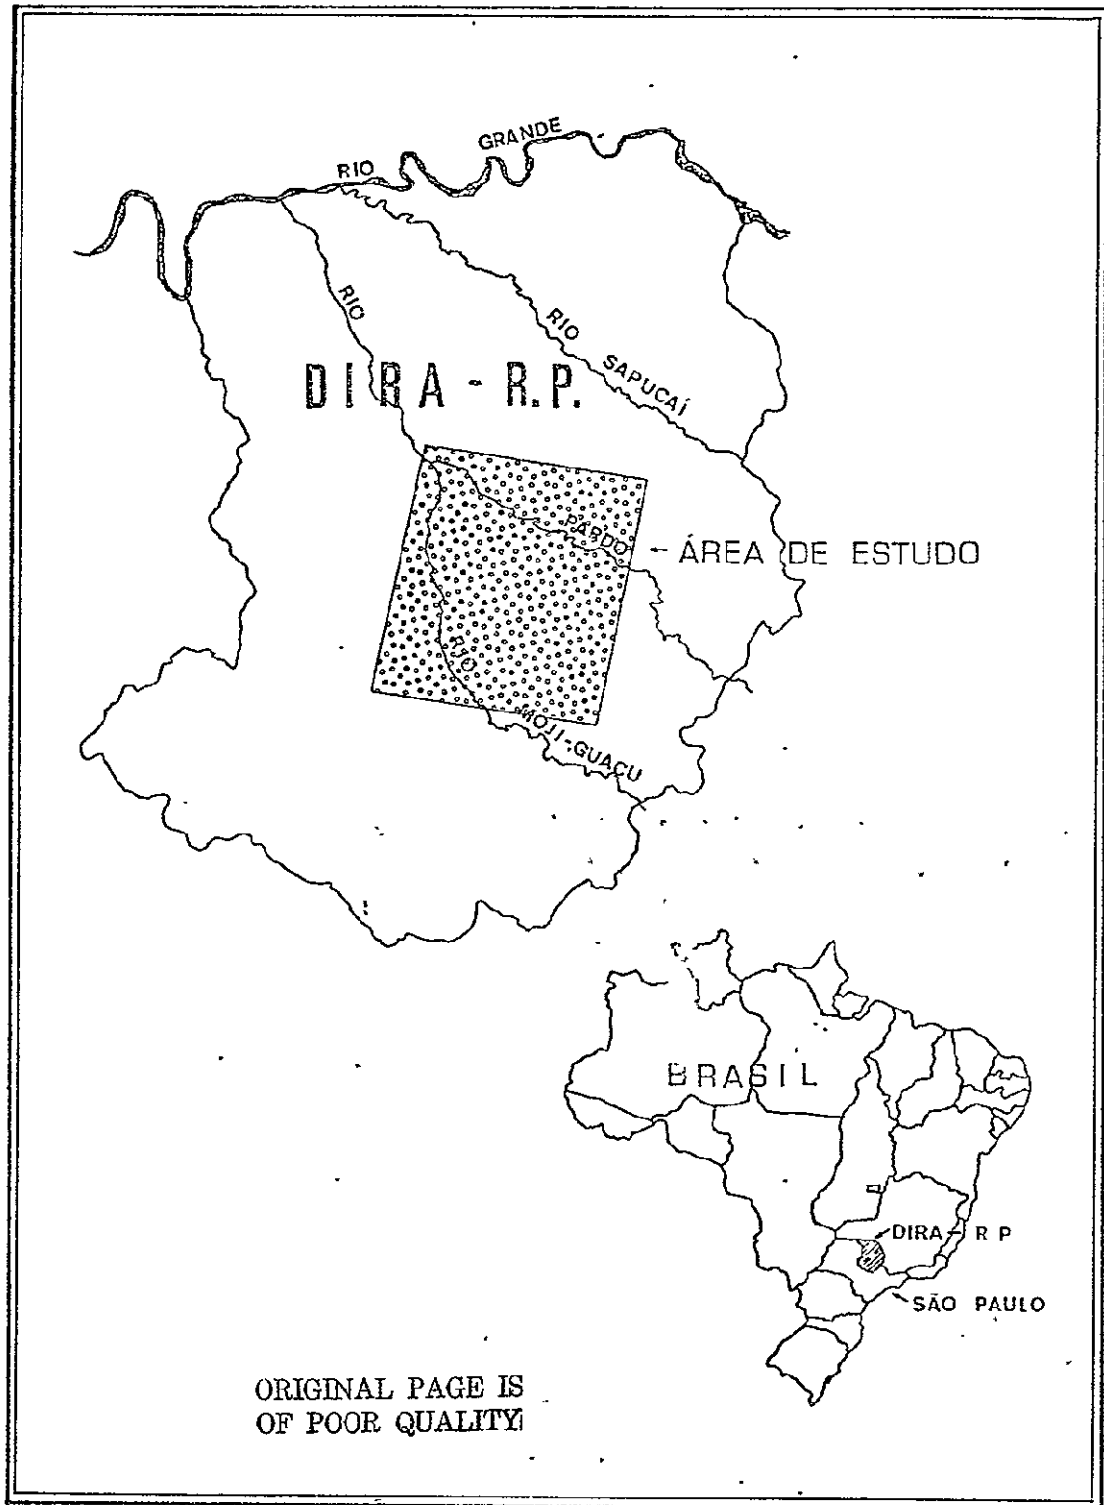 RIO GRANDE
RIO
RIO SAPUCAÍ
DIRA - R.P.
PARDO
ÁREA DE ESTUDO
RIO
MOJI-GUAÇU
BRASIL
DIRA - R P
SÃO PAULO
ORIGINAL PAGE IS
OF POOR QUALITY